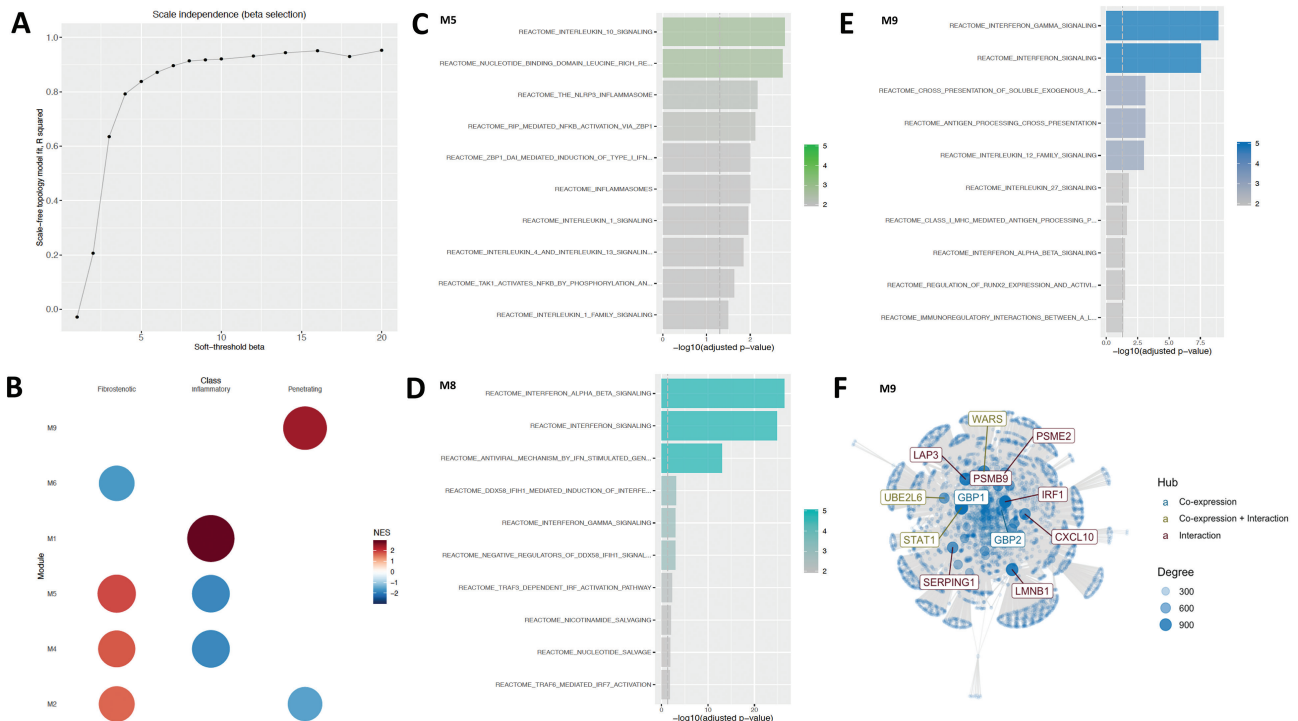 A
Scale independence (beta selection)
Scale-free topology model fit, R squared
1.0
0.8
0.6
0.4
0.2
0.0
5
10
15
20
Soft-threshold beta
B
Class
Fibrostenotic
inflammatory
Penetrating
Module
M9
M6
M1
M5
M4
M2
NES
2
1
0
-1
-2
C
M5
REACTOME_INTERLEUKIN_10_SIGNALING
REACTOME_NUCLEOTIDE_BINDING_DOMAIN_LEUCINE_RICH_RE...
REACTOME_THE_NLRP3_INFLAMMASOME
REACTOME_RIP_MEDIATED_NFKB_ACTIVATION_VIA_ZBP1
REACTOME_ZBP1_DAI_MEDIATED_INDUCTION_OF_TYPE_I_IFN...
REACTOME_INFLAMMASOMES
REACTOME_INTERLEUKIN_1_SIGNALING
REACTOME_INTERLEUKIN_4_AND_INTERLEUKIN_13_SIGNALIN...
REACTOME_TAK1_ACTIVATES_NFKB_BY_PHOSPHORYLATION_AN...
REACTOME_INTERLEUKIN_1_FAMILY_SIGNALING
0
1
2
-log10(adjusted p-value)
5
4
3
2
D
M8
REACTOME_INTERFERON_ALPHA_BETA_SIGNALING
REACTOME_INTERFERON_SIGNALING
REACTOME_ANTIVIRAL_MECHANISM_BY_IFN_STIMULATED_GEN...
REACTOME_DDX58_IFIH1_MEDIATED_INDUCTION_OF_INTERFE...
REACTOME_INTERFERON_GAMMA_SIGNALING
REACTOME_NEGATIVE_REGULATORS_OF_DDX58_IFIH1_SIGNAL...
REACTOME_TRAF3_DEPENDENT_IRF_ACTIVATION_PATHWAY
REACTOME_NICOTINAMIDE_SALVAGING
REACTOME_NUCLEOTIDE_SALVAGE
REACTOME_TRAF6_MEDIATED_IRF7_ACTIVATION
0
10
20
-log10(adjusted p-value)
5
4
3
2
E
M9
REACTOME_INTERFERON_GAMMA_SIGNALING
REACTOME_INTERFERON_SIGNALING
REACTOME_CROSS_PRESENTATION_OF_SOLUBLE_EXOGENOUS_A...
REACTOME_ANTIGEN_PROCESSING_CROSS_PRESENTATION
REACTOME_INTERLEUKIN_12_FAMILY_SIGNALING
REACTOME_INTERLEUKIN_27_SIGNALING
REACTOME_CLASS_I_MHC_MEDIATED_ANTIGEN_PROCESSING_P...
REACTOME_INTERFERON_ALPHA_BETA_SIGNALING
REACTOME_REGULATION_OF_RUNX2_EXPRESSION_AND_ACTIVI...
REACTOME_IMMUNOREGULATORY_INTERACTIONS_BETWEEN_A_L...
0.0
2.5
5.0
7.5
-log10(adjusted p-value)
5
4
3
2
F
M9
WARS
PSME2
LAP3
PSMB9
UBE2L6
GBP1
IRF1
STAT1
GBP2
CXCL10
SERPING1
LMNB1
Hub
a Co-expression
a Co-expression + Interaction
a Interaction
Degree
300
600
900